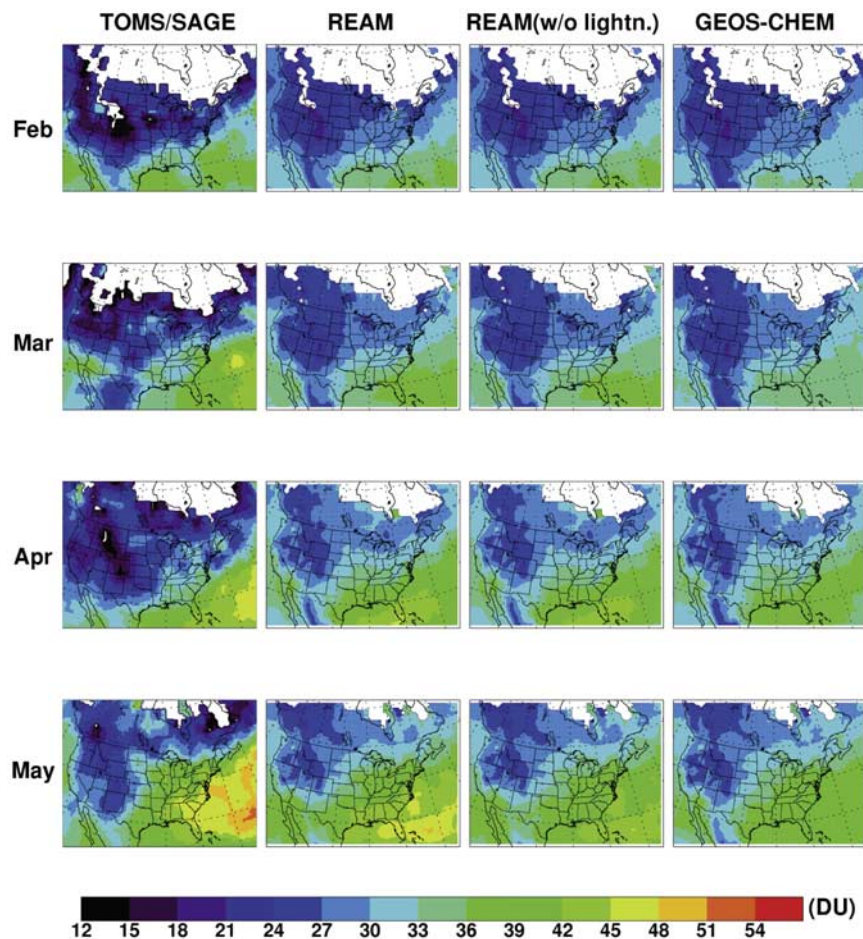 TOMS/SAGE REAM REAM(w/o lightn.) GEOS-CHEM
Feb
Mar
Apr
May
12 15 18 21 24 27 30 33 36 39 42 45 48 51 54 (DU)